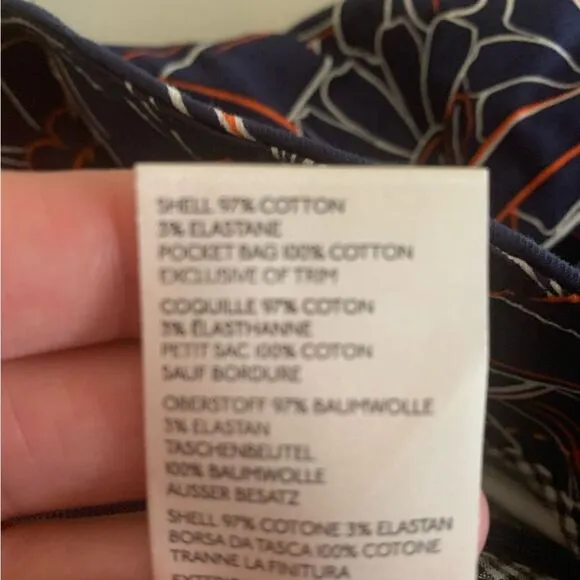 SHELL 97% COTTON
3% ELASTANE
POCKET BAG 100% COTTON
EXCLUSIVE OF TRIM
COQUILLE 97% COTON
3% ÉLASTHANNE
PETIT SAC 100% COTON
SAUF BORDURE
OBERSTOFF 97% BAUMWOLLE
3% ELASTAN
TASCHENBEUTEL
100% BAUMWOLLE
AUSSER BESATZ
SHELL 97% COTONE 3% ELASTAN
BORSA DA TASCA 100% COTONE
TRANNE LA FINITURA